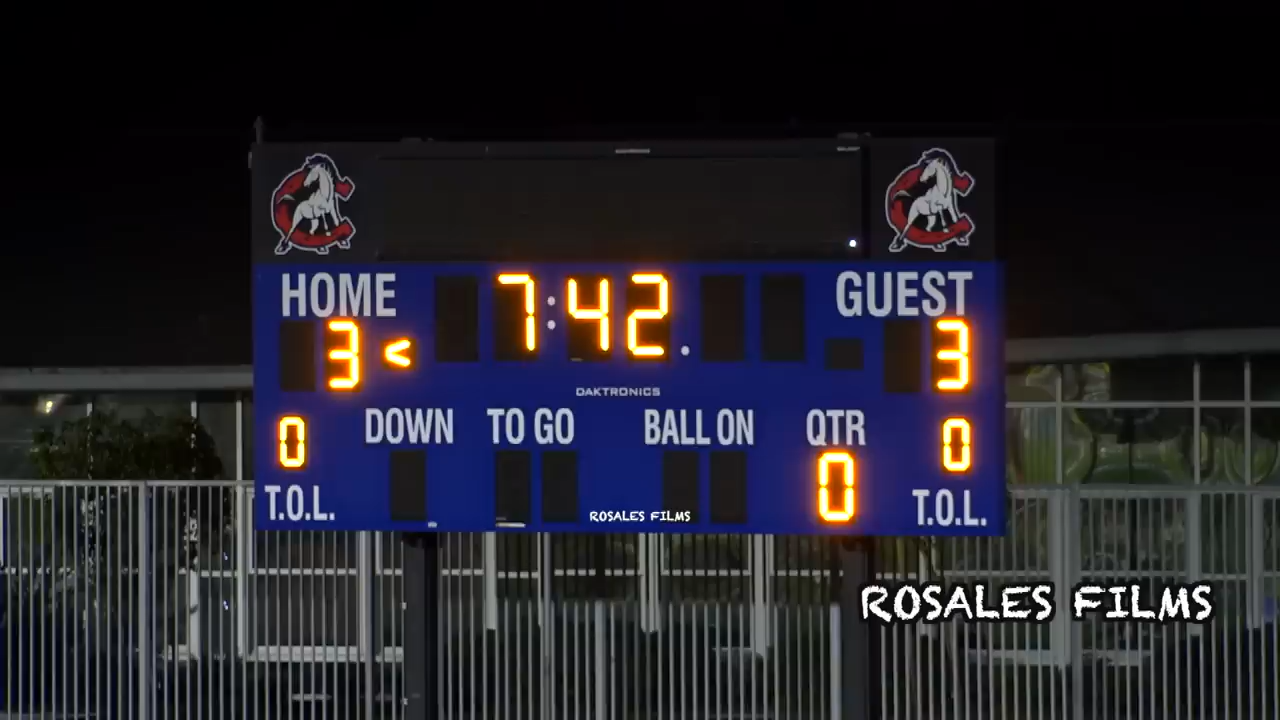 HOME 7:42 GUEST
3 < 3
DAKTRONICS
0 DOWN TO GO BALL ON QTR 0
0
T.O.L. T.O.L.
ROSALES FILMS
ROSALES FILMS